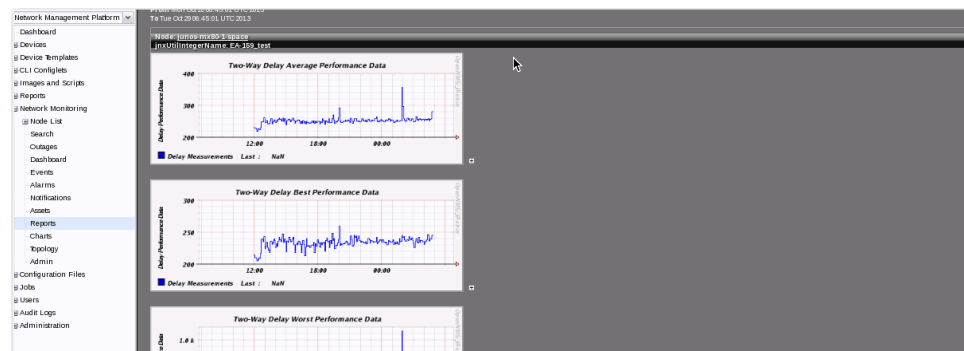 Network Management Platform
Dashboard
Devices
Device Templates
CLI Configlets
Images and Scripts
Reports
Network Monitoring
Node List
Search
Outages
Dashboard
Events
Alarms
Notifications
Assets
Reports
Charts
Topology
Admin
Configuration Files
Jobs
Users
Audit Logs
Administration
To Tue Oct 29 06:45:01 UTC 2013
Node: junos-mx80-1-space
jnxUtilIntegerName: EA-159_test
Two-Way Delay Average Performance Data
Delay Performance Data
400
300
200
12:00 18:00 00:00
Delay Measurements Last : NaN
Two-Way Delay Best Performance Data
Delay Performance Data
300
250
200
12:00 18:00 00:00
Delay Measurements Last : NaN
Two-Way Delay Worst Performance Data
1.0 k